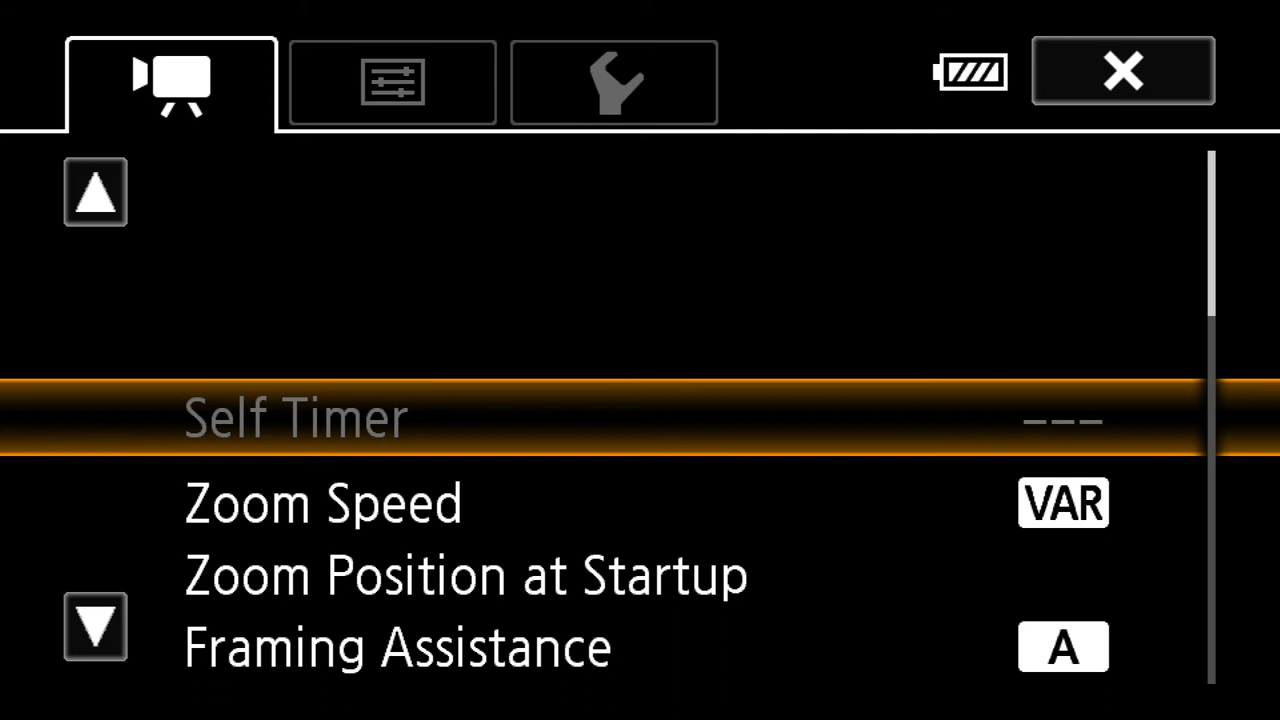 Self Timer ---
Zoom Speed VAR
Zoom Position at Startup
Framing Assistance A